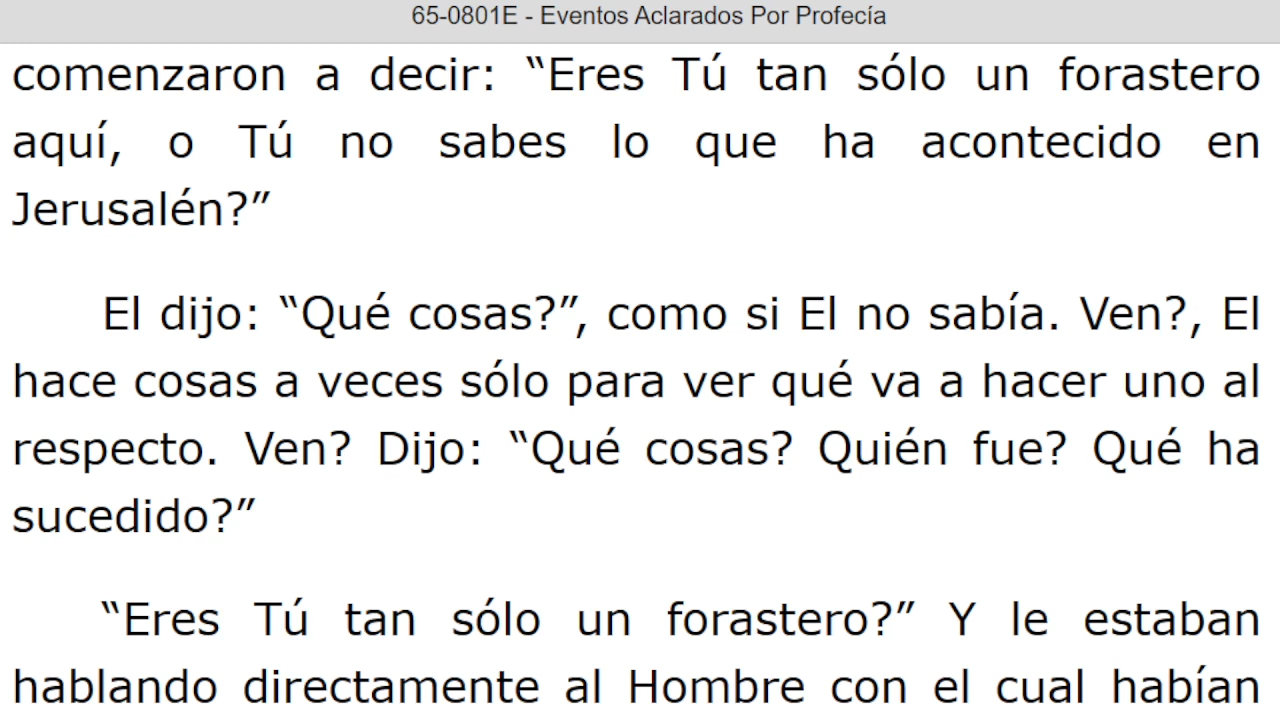 65-0801E - Eventos Aclarados Por Profecía
comenzaron a decir: “Eres Tú tan sólo un forastero
aquí, o Tú no sabes lo que ha acontecido en
Jerusalén?”
El dijo: “Qué cosas?”, como si El no sabía. Ven?, El
hace cosas a veces sólo para ver qué va a hacer uno al
respecto. Ven? Dijo: “Qué cosas? Quién fue? Qué ha
sucedido?”
“Eres Tú tan sólo un forastero?” Y le estaban
hablando directamente al Hombre con el cual habían